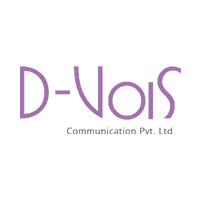 D-VoiS
Communication Pvt. Ltd